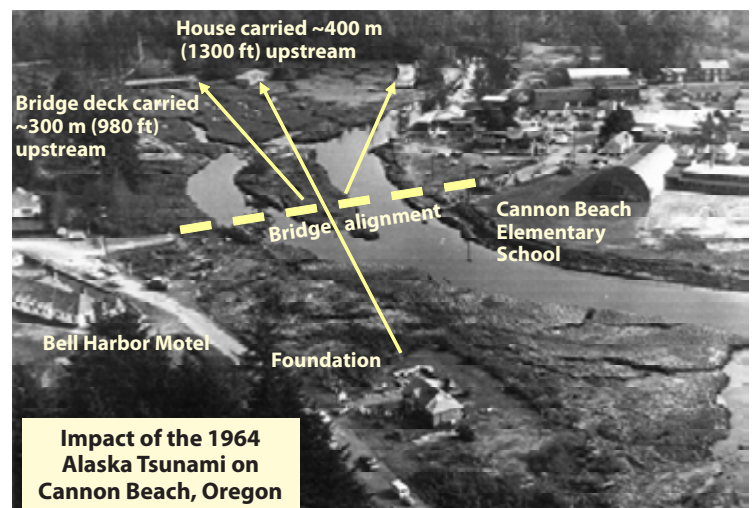 House carried ~400 m
(1300 ft) upstream
Bridge deck carried
~300 m (980 ft)
upstream
Bridge alignment
Cannon Beach
Elementary
School
Bell Harbor Motel
Foundation
Impact of the 1964
Alaska Tsunami on
Cannon Beach, Oregon